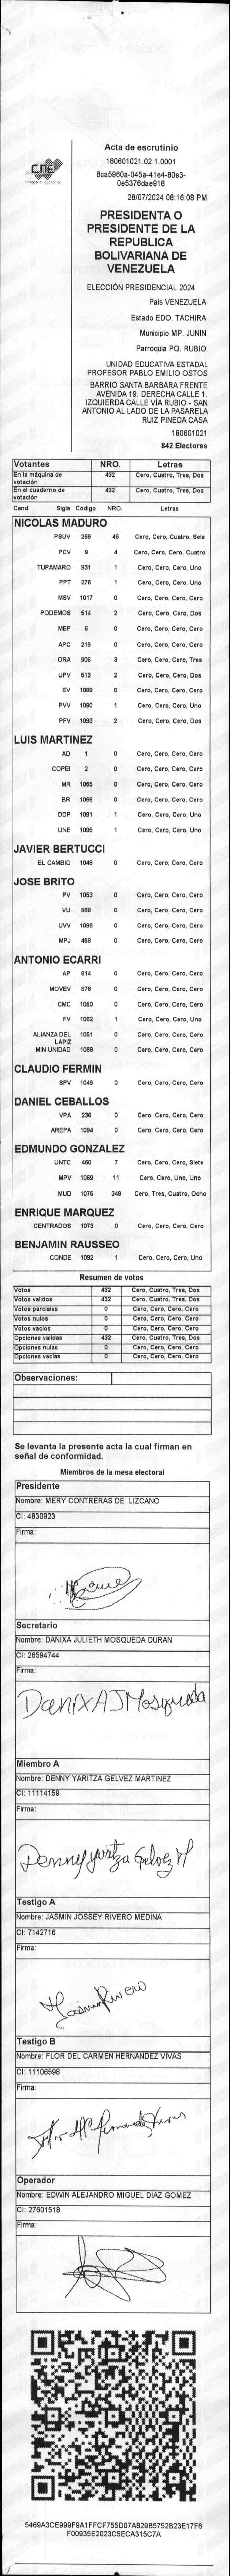 CNE
Acta de escrutinio
180601021.02.1.0001
8ca5960a-045a-41e4-80e3-
0e5376dae918
28/07/2024 08:16:08 PM
PRESIDENTA O
PRESIDENTE DE LA
REPUBLICA
BOLIVARIANA DE
VENEZUELA
ELECCIÓN PRESIDENCIAL 2024
País VENEZUELA
Estado EDO. TACHIRA
Municipio MP. JUNIN
Parroquia PQ. RUBIO
UNIDAD EDUCATIVA ESTADAL
PROFESOR PABLO EMILIO OSTOS
BARRIO SANTA BARBARA FRENTE
AVENIDA 19. DERECHA CALLE 1.
IZQUIERDA CALLE VÍA RUBIO - SAN
ANTONIO AL LADO DE LA PASARELA
RUIZ PINEDA CASA
180601021
842 Electores
Votantes NRO. Letras
En la máquina de votación 432 Cero, Cuatro, Tres, Dos
En el cuaderno de votación 432 Cero, Cuatro, Tres, Dos
Cand. Sigla Código NRO. Letras
NICOLAS MADURO
PSUV 269 46 Cero, Cero, Cuatro, Seis
PCV 9 4 Cero, Cero, Cero, Cuatro
TUPAMARO 931 1 Cero, Cero, Cero, Uno
PPT 276 1 Cero, Cero, Cero, Uno
MSV 1017 0 Cero, Cero, Cero, Cero
PODEMOS 514 2 Cero, Cero, Cero, Dos
MEP 6 0 Cero, Cero, Cero, Cero
APC 219 0 Cero, Cero, Cero, Cero
ORA 906 3 Cero, Cero, Cero, Tres
UPV 513 2 Cero, Cero, Cero, Dos
EV 1089 0 Cero, Cero, Cero, Cero
PVV 1090 1 Cero, Cero, Cero, Uno
PFV 1093 2 Cero, Cero, Cero, Dos
LUIS MARTINEZ
AD 1 0 Cero, Cero, Cero, Cero
COPEI 2 0 Cero, Cero, Cero, Cero
MR 1065 0 Cero, Cero, Cero, Cero
BR 1066 0 Cero, Cero, Cero, Cero
DDP 1091 1 Cero, Cero, Cero, Uno
UNE 1095 1 Cero, Cero, Cero, Uno
JAVIER BERTUCCI
EL CAMBIO 1048 0 Cero, Cero, Cero, Cero
JOSE BRITO
PV 1053 0 Cero, Cero, Cero, Cero
VU 868 0 Cero, Cero, Cero, Cero
UVV 1096 0 Cero, Cero, Cero, Cero
MPJ 458 0 Cero, Cero, Cero, Cero
ANTONIO ECARRI
AP 814 0 Cero, Cero, Cero, Cero
MOVEV 878 0 Cero, Cero, Cero, Cero
CMC 1050 0 Cero, Cero, Cero, Cero
FV 1062 1 Cero, Cero, Cero, Uno
ALIANZA DEL LAPIZ 1051 0 Cero, Cero, Cero, Cero
MIN UNIDAD 1068 0 Cero, Cero, Cero, Cero
CLAUDIO FERMIN
SPV 1049 0 Cero, Cero, Cero, Cero
DANIEL CEBALLOS
VPA 236 0 Cero, Cero, Cero, Cero
AREPA 1094 0 Cero, Cero, Cero, Cero
EDMUNDO GONZALEZ
UNTC 460 7 Cero, Cero, Cero, Siete
MPV 1069 11 Cero, Cero, Uno, Uno
MUD 1075 348 Cero, Tres, Cuatro, Ocho
ENRIQUE MARQUEZ
CENTRADOS 1073 0 Cero, Cero, Cero, Cero
BENJAMIN RAUSSEO
CONDE 1092 1 Cero, Cero, Cero, Uno
Resumen de votos
Votos 432 Cero, Cuatro, Tres, Dos
Votos validos 432 Cero, Cuatro, Tres, Dos
Votos parciales 0 Cero, Cero, Cero, Cero
Votos nulos 0 Cero, Cero, Cero, Cero
Votos vacios 0 Cero, Cero, Cero, Cero
Opciones validas 432 Cero, Cuatro, Tres, Dos
Opciones nulas 0 Cero, Cero, Cero, Cero
Opciones vacias 0 Cero, Cero, Cero, Cero
Observaciones:
Se levanta la presente acta la cual firman en
señal de conformidad.
Miembros de la mesa electoral
Presidente
Nombre: MERY CONTRERAS DE LIZCANO
CI: 4830923
Firma:
Secretario
Nombre: DANIXA JULIETH MOSQUEDA DURAN
CI: 26594744
Firma:
DanixA J Mosqueda
Miembro A
Nombre: DENNY YARITZA GELVEZ MARTINEZ
CI: 11114159
Firma:
Denny yaritza Gelvez M
Testigo A
Nombre: JASMIN JOSSEY RIVERO MEDINA
CI: 7142716
Firma:
Jasmin Rivero
Testigo B
Nombre: FLOR DEL CARMEN HERNANDEZ VIVAS
CI: 11106598
Firma:
Operador
Nombre: EDWIN ALEJANDRO MIGUEL DIAZ GOMEZ
CI: 27601518
Firma:
5469A3CE999F9A1FFCF755D07A829B5752B23E17F6
F00935E2023C5ECA315C7A